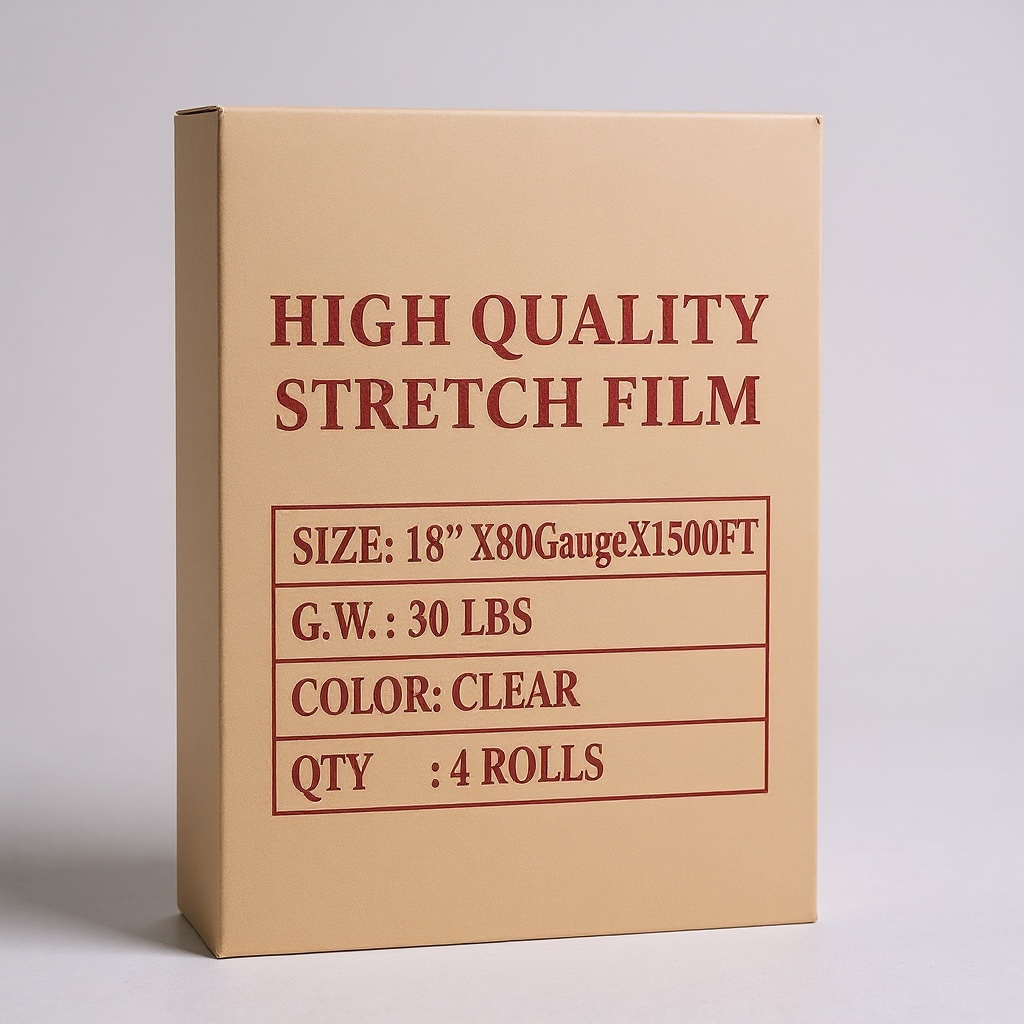 HIGH QUALITY
STRETCH FILM
SIZE: 18” X80GaugeX1500FT
G.W. : 30 LBS
COLOR: CLEAR
QTY : 4 ROLLS